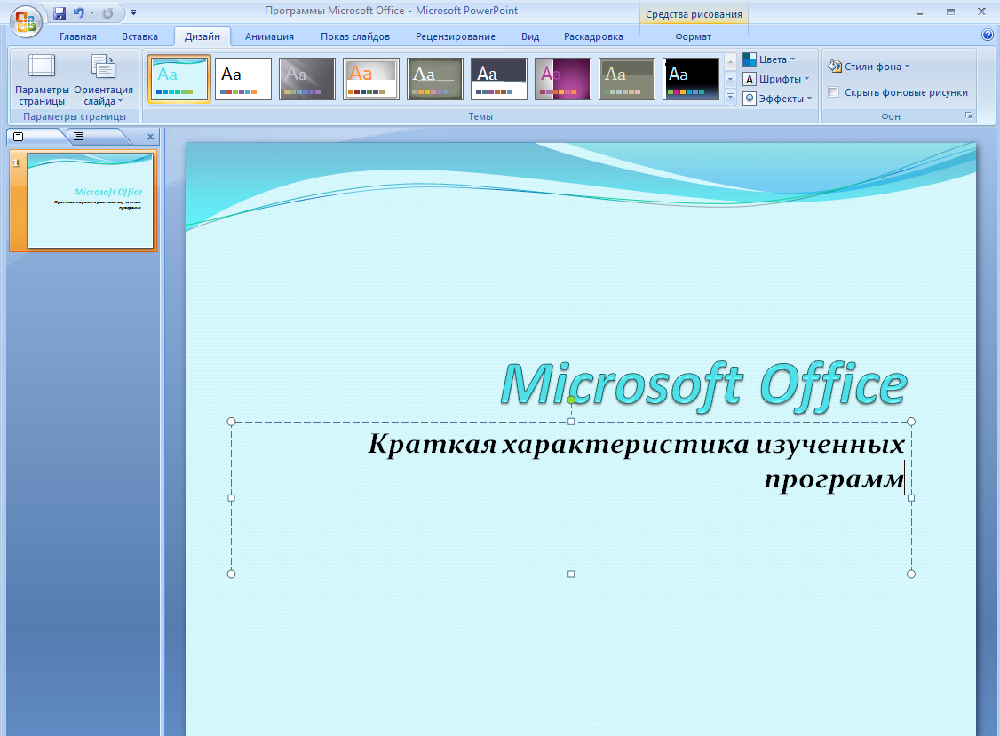 Программы Microsoft Office - Microsoft PowerPoint
Средства рисования
Главная Вставка Дизайн Анимация Показ слайдов Рецензирование Вид Раскадровка Формат
Параметры страницы
Ориентация слайда
Параметры страницы
Aa Aa Aa Aa Aa Aa Aa Aa Aa
Темы
Цвета
Шрифты
Эффекты
Стили фона
Скрыть фоновые рисунки
Фон
1
Microsoft Office
Краткая характеристика изученных
программ
Microsoft Office
Краткая характеристика изученных
программ